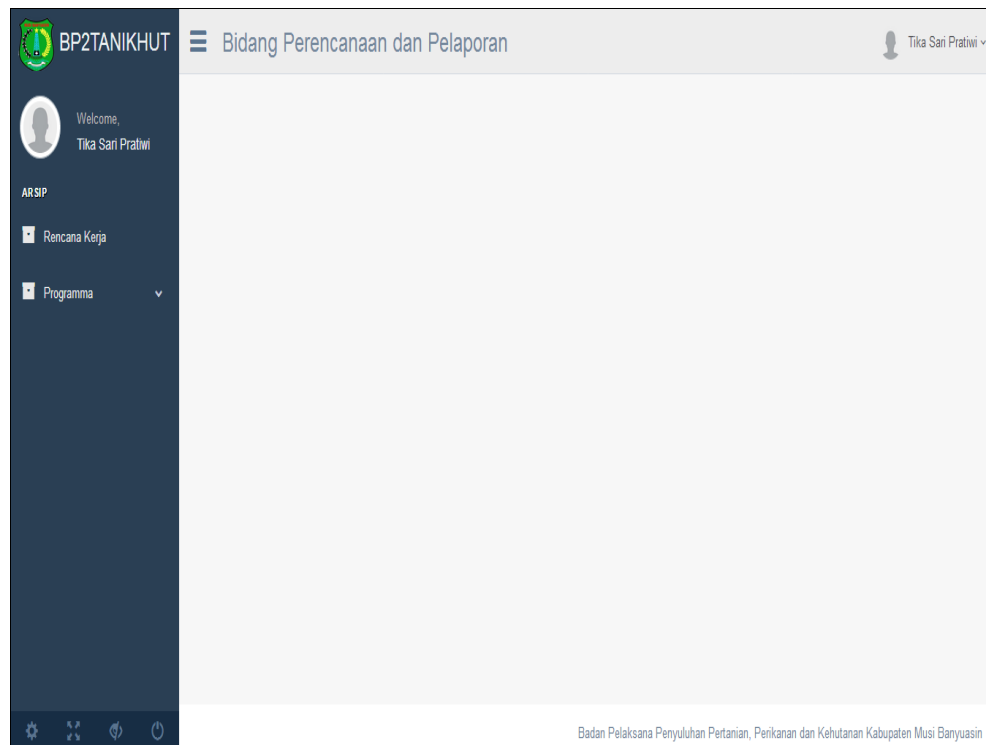 BP2TANIKHUT
Bidang Perencanaan dan Pelaporan
Tika Sari Pratiwi
Welcome,
Tika Sari Pratiwi
ARSIP
Rencana Kerja
Programma
Badan Pelaksana Penyuluhan Pertanian, Perikanan dan Kehutanan Kabupaten Musi Banyuasin